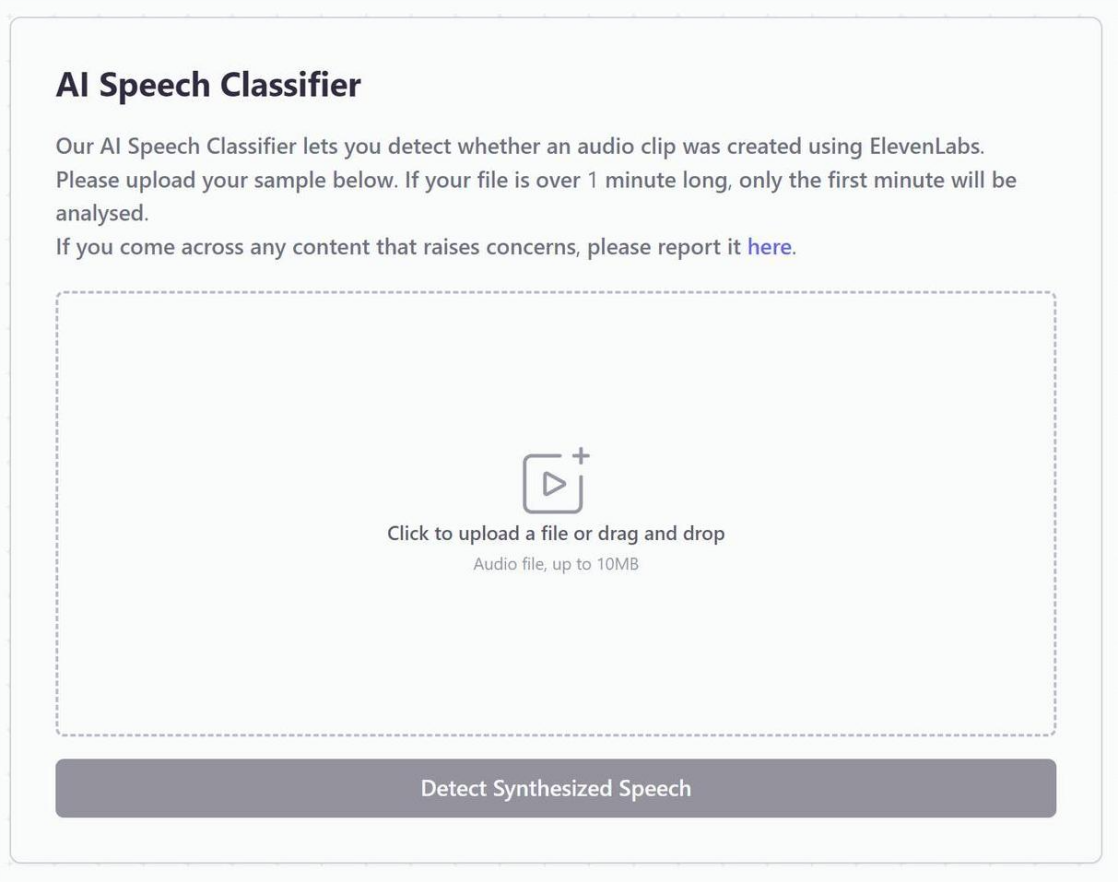 AI Speech Classifier
Our AI Speech Classifier lets you detect whether an audio clip was created using ElevenLabs.
Please upload your sample below. If your file is over 1 minute long, only the first minute will be
analysed.
If you come across any content that raises concerns, please report it here.
Click to upload a file or drag and drop
Audio file, up to 10MB
Detect Synthesized Speech